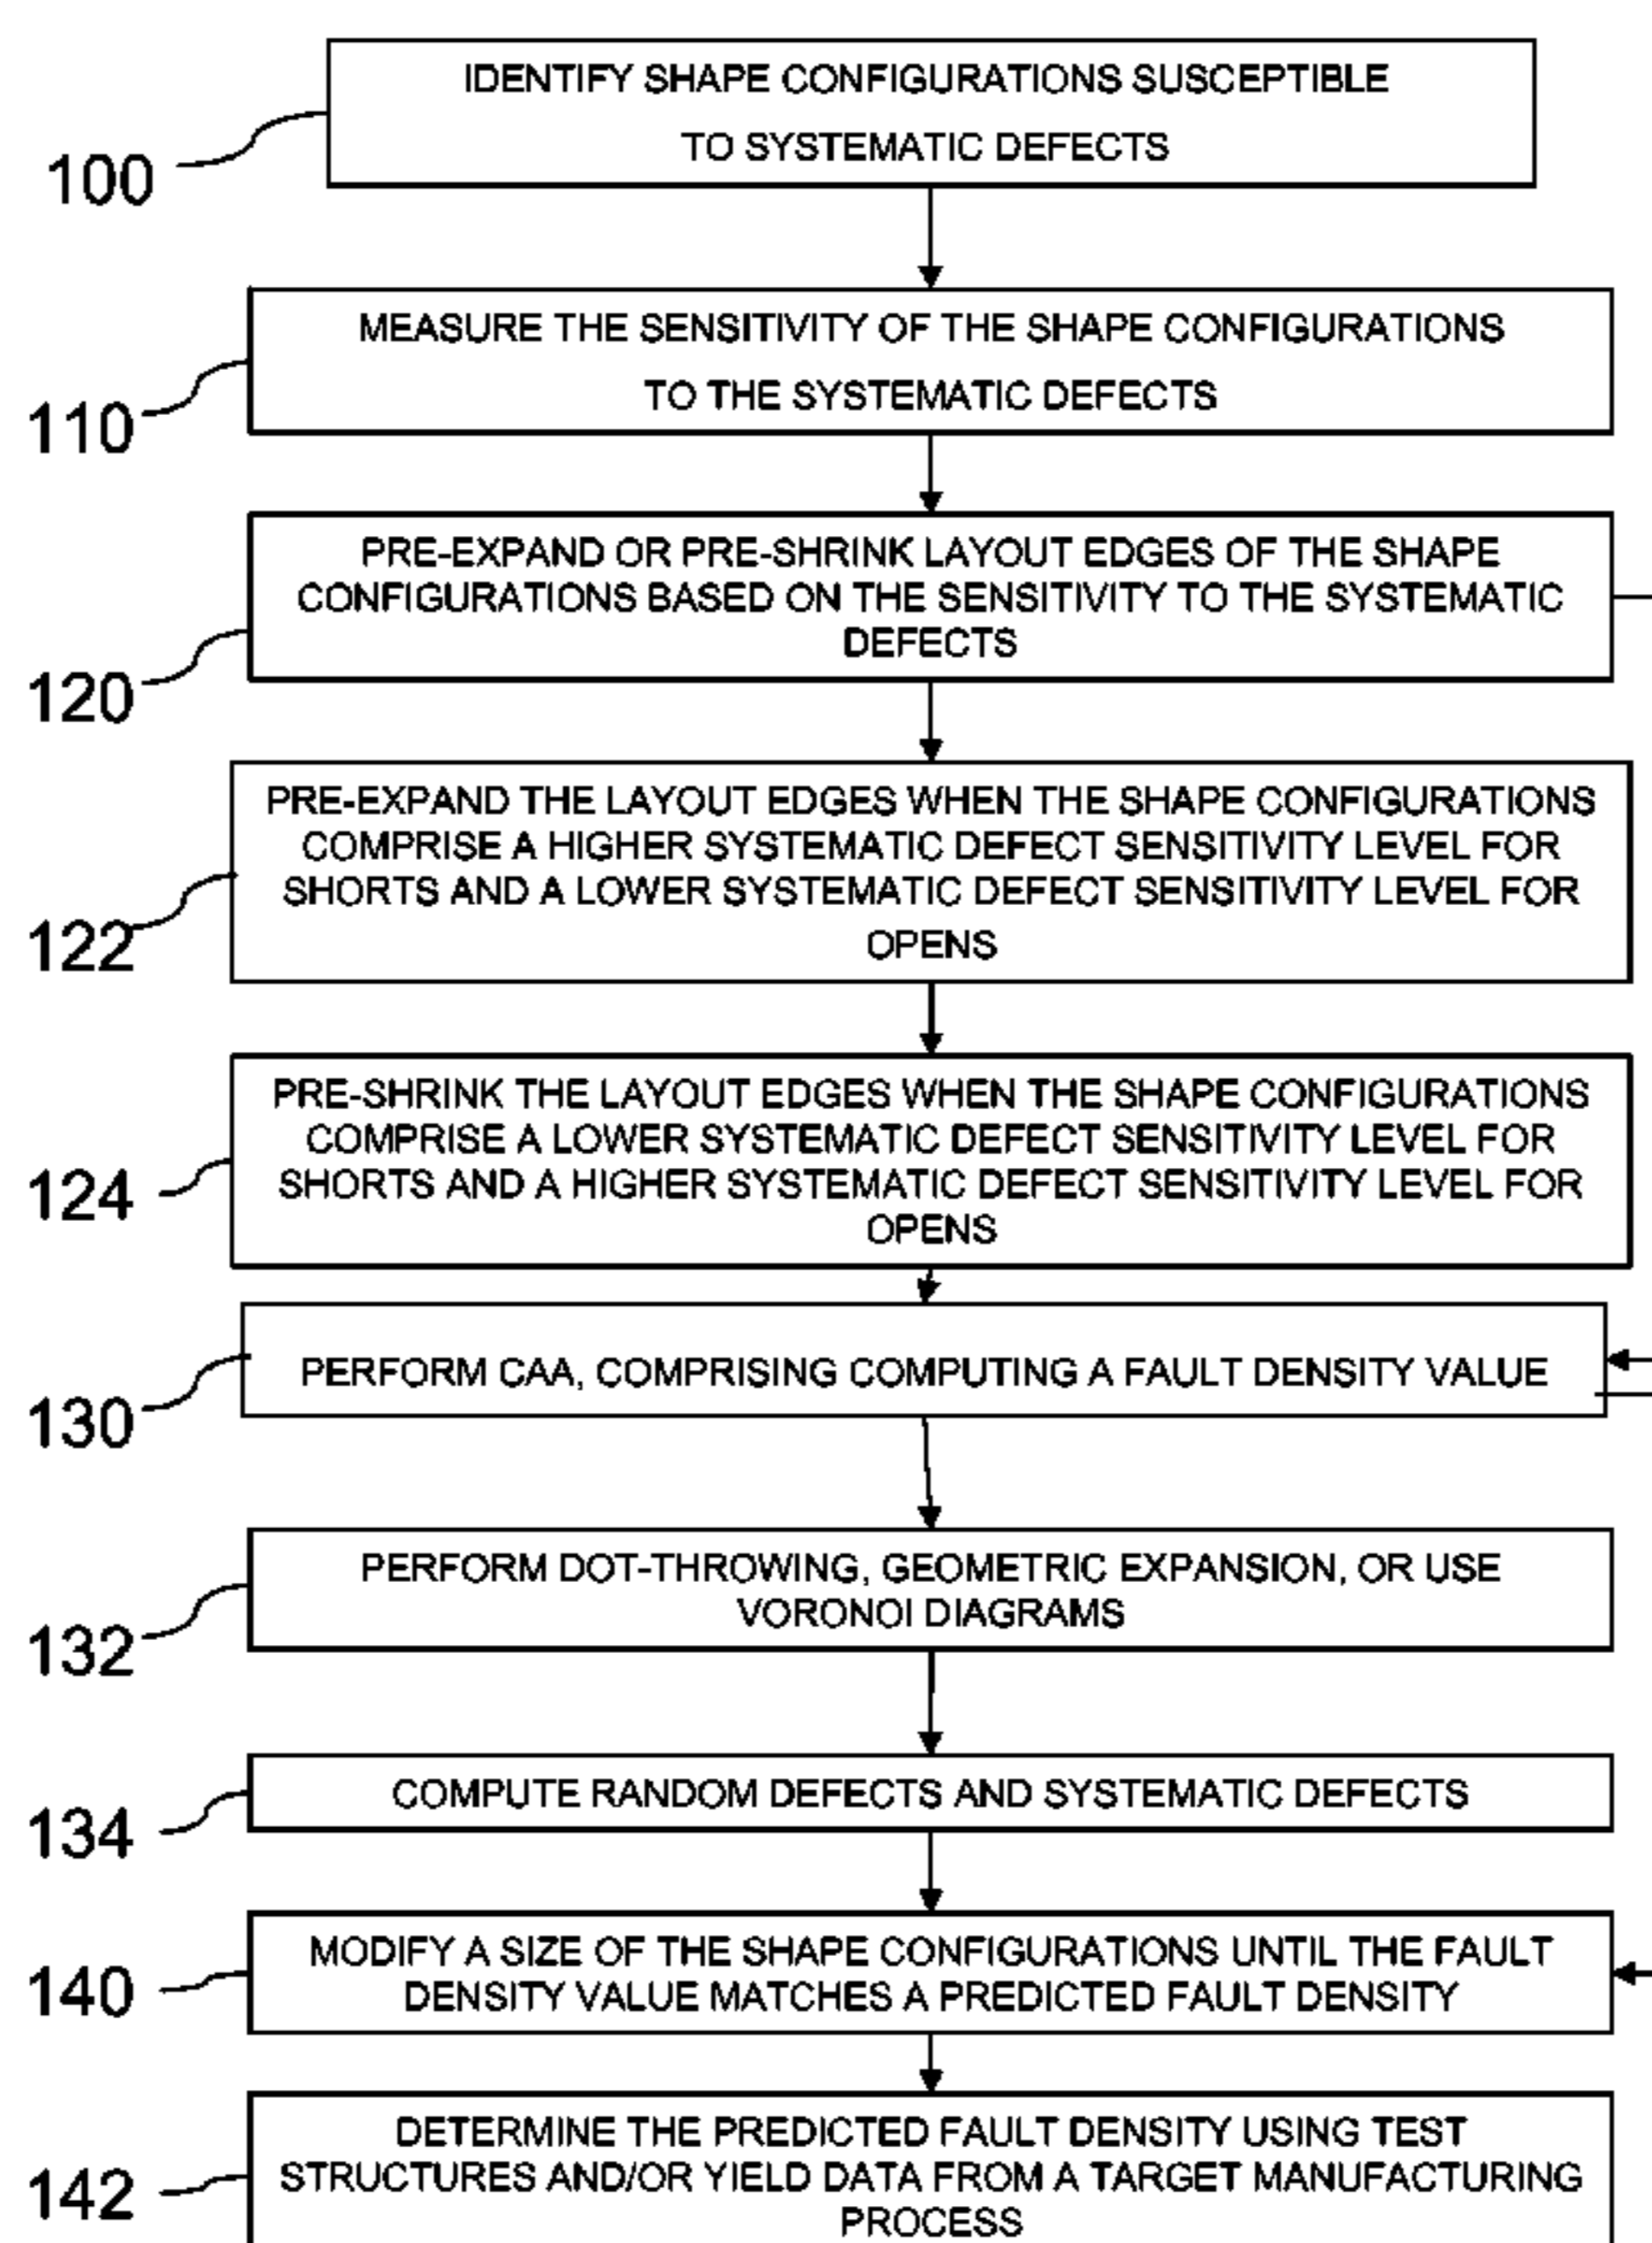 IDENTIFY SHAPE CONFIGURATIONS SUSCEPTIBLE
TO SYSTEMATIC DEFECTS
100
MEASURE THE SENSITIVITY OF THE SHAPE CONFIGURATIONS
TO THE SYSTEMATIC DEFECTS
110
PRE-EXPAND OR PRE-SHRINK LAYOUT EDGES OF THE SHAPE
CONFIGURATIONS BASED ON THE SENSITIVITY TO THE SYSTEMATIC
DEFECTS
120
PRE-EXPAND THE LAYOUT EDGES WHEN THE SHAPE CONFIGURATIONS
COMPRISE A HIGHER SYSTEMATIC DEFECT SENSITIVITY LEVEL FOR
SHORTS AND A LOWER SYSTEMATIC DEFECT SENSITIVITY LEVEL FOR
OPENS
122
PRE-SHRINK THE LAYOUT EDGES WHEN THE SHAPE CONFIGURATIONS
COMPRISE A LOWER SYSTEMATIC DEFECT SENSITIVITY LEVEL FOR
SHORTS AND A HIGHER SYSTEMATIC DEFECT SENSITIVITY LEVEL FOR
OPENS
124
PERFORM CAA, COMPRISING COMPUTING A FAULT DENSITY VALUE
130
PERFORM DOT-THROWING, GEOMETRIC EXPANSION, OR USE
VORONOI DIAGRAMS
132
COMPUTE RANDOM DEFECTS AND SYSTEMATIC DEFECTS
134
MODIFY A SIZE OF THE SHAPE CONFIGURATIONS UNTIL THE FAULT
DENSITY VALUE MATCHES A PREDICTED FAULT DENSITY
140
DETERMINE THE PREDICTED FAULT DENSITY USING TEST
STRUCTURES AND/OR YIELD DATA FROM A TARGET MANUFACTURING
PROCESS
142